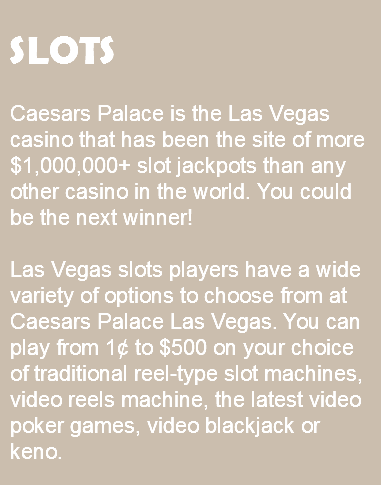 SLOTS
Caesars Palace is the Las Vegas
casino that has been the site of more
$1,000,000+ slot jackpots than any
other casino in the world. You could
be the next winner!
Las Vegas slots players have a wide
variety of options to choose from at
Caesars Palace Las Vegas. You can
play from 1¢ to $500 on your choice
of traditional reel-type slot machines,
video reels machine, the latest video
poker games, video blackjack or
keno.